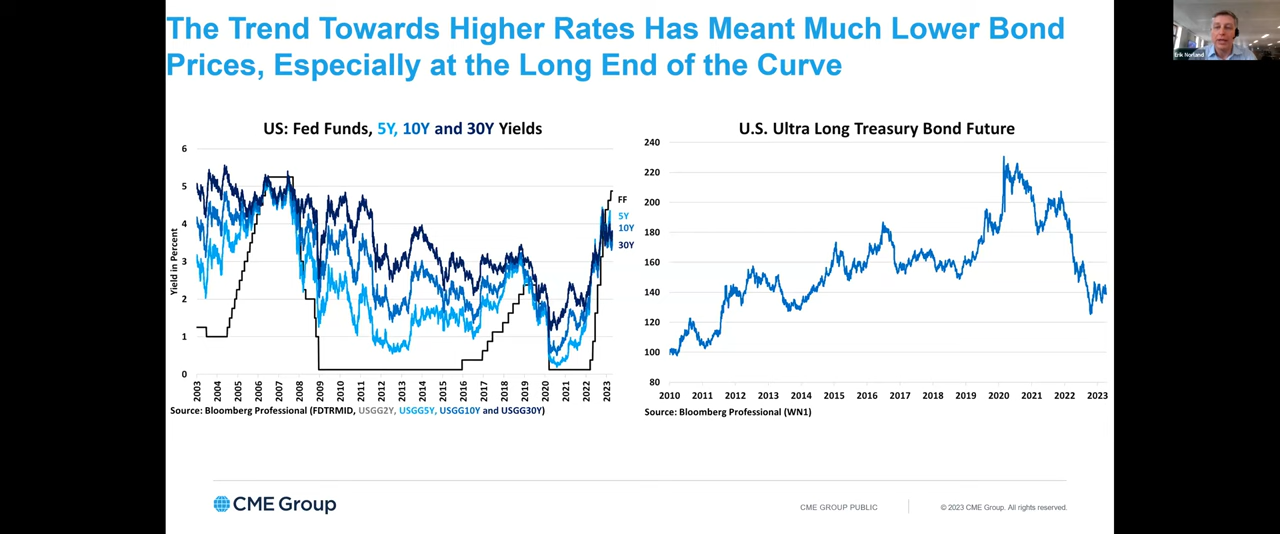 The Trend Towards Higher Rates Has Meant Much Lower Bond
Prices, Especially at the Long End of the Curve
Erik Norland
US: Fed Funds, 5Y, 10Y and 30Y Yields
Yield in Percent
6
5
4
3
2
1
0
FF
5Y
10Y
30Y
2003 2004 2005 2006 2007 2008 2009 2010 2011 2012 2013 2014 2015 2016 2017 2018 2019 2020 2021 2022 2023
Source: Bloomberg Professional (FDTRMID, USGG2Y, USGG5Y, USGG10Y and USGG30Y)
U.S. Ultra Long Treasury Bond Future
240
220
200
180
160
140
120
100
80
2010 2011 2012 2013 2014 2015 2016 2017 2018 2019 2020 2021 2022 2023
Source: Bloomberg Professional (WN1)
CME Group
CME GROUP PUBLIC
© 2023 CME Group. All rights reserved.